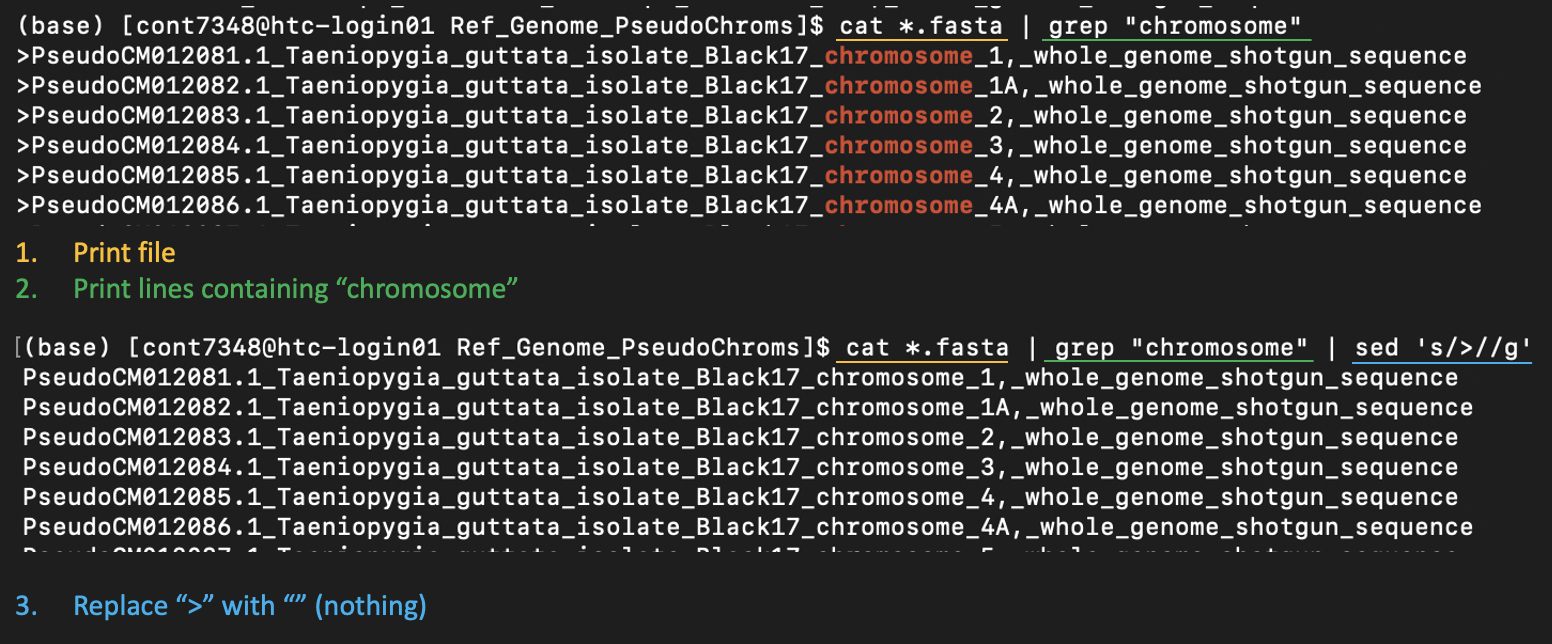 (base) [cont7348@htc-login01 Ref_Genome_PseudoChroms]$ cat *.fasta | grep "chromosome"
>PseudoCM012081.1_Taeniopygia_guttata_isolate_Black17_chromosome_1,_whole_genome_shotgun_sequence
>PseudoCM012082.1_Taeniopygia_guttata_isolate_Black17_chromosome_1A,_whole_genome_shotgun_sequence
>PseudoCM012083.1_Taeniopygia_guttata_isolate_Black17_chromosome_2,_whole_genome_shotgun_sequence
>PseudoCM012084.1_Taeniopygia_guttata_isolate_Black17_chromosome_3,_whole_genome_shotgun_sequence
>PseudoCM012085.1_Taeniopygia_guttata_isolate_Black17_chromosome_4,_whole_genome_shotgun_sequence
>PseudoCM012086.1_Taeniopygia_guttata_isolate_Black17_chromosome_4A,_whole_genome_shotgun_sequence
1. Print file
2. Print lines containing “chromosome”
[(base) [cont7348@htc-login01 Ref_Genome_PseudoChroms]$ cat *.fasta | grep "chromosome" | sed 's/>//g'
PseudoCM012081.1_Taeniopygia_guttata_isolate_Black17_chromosome_1,_whole_genome_shotgun_sequence
PseudoCM012082.1_Taeniopygia_guttata_isolate_Black17_chromosome_1A,_whole_genome_shotgun_sequence
PseudoCM012083.1_Taeniopygia_guttata_isolate_Black17_chromosome_2,_whole_genome_shotgun_sequence
PseudoCM012084.1_Taeniopygia_guttata_isolate_Black17_chromosome_3,_whole_genome_shotgun_sequence
PseudoCM012085.1_Taeniopygia_guttata_isolate_Black17_chromosome_4,_whole_genome_shotgun_sequence
PseudoCM012086.1_Taeniopygia_guttata_isolate_Black17_chromosome_4A,_whole_genome_shotgun_sequence
3. Replace “>” with “” (nothing)